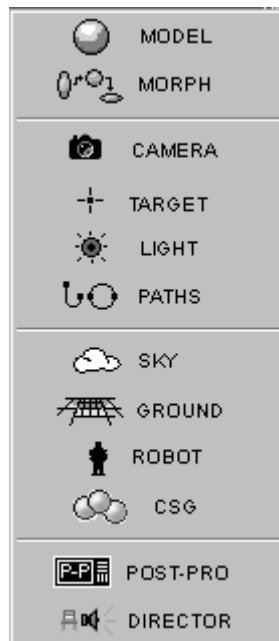 MODEL
MORPH
CAMERA
TARGET
LIGHT
PATHS
SKY
GROUND
ROBOT
CSG
P-P POST-PRO
DIRECTOR